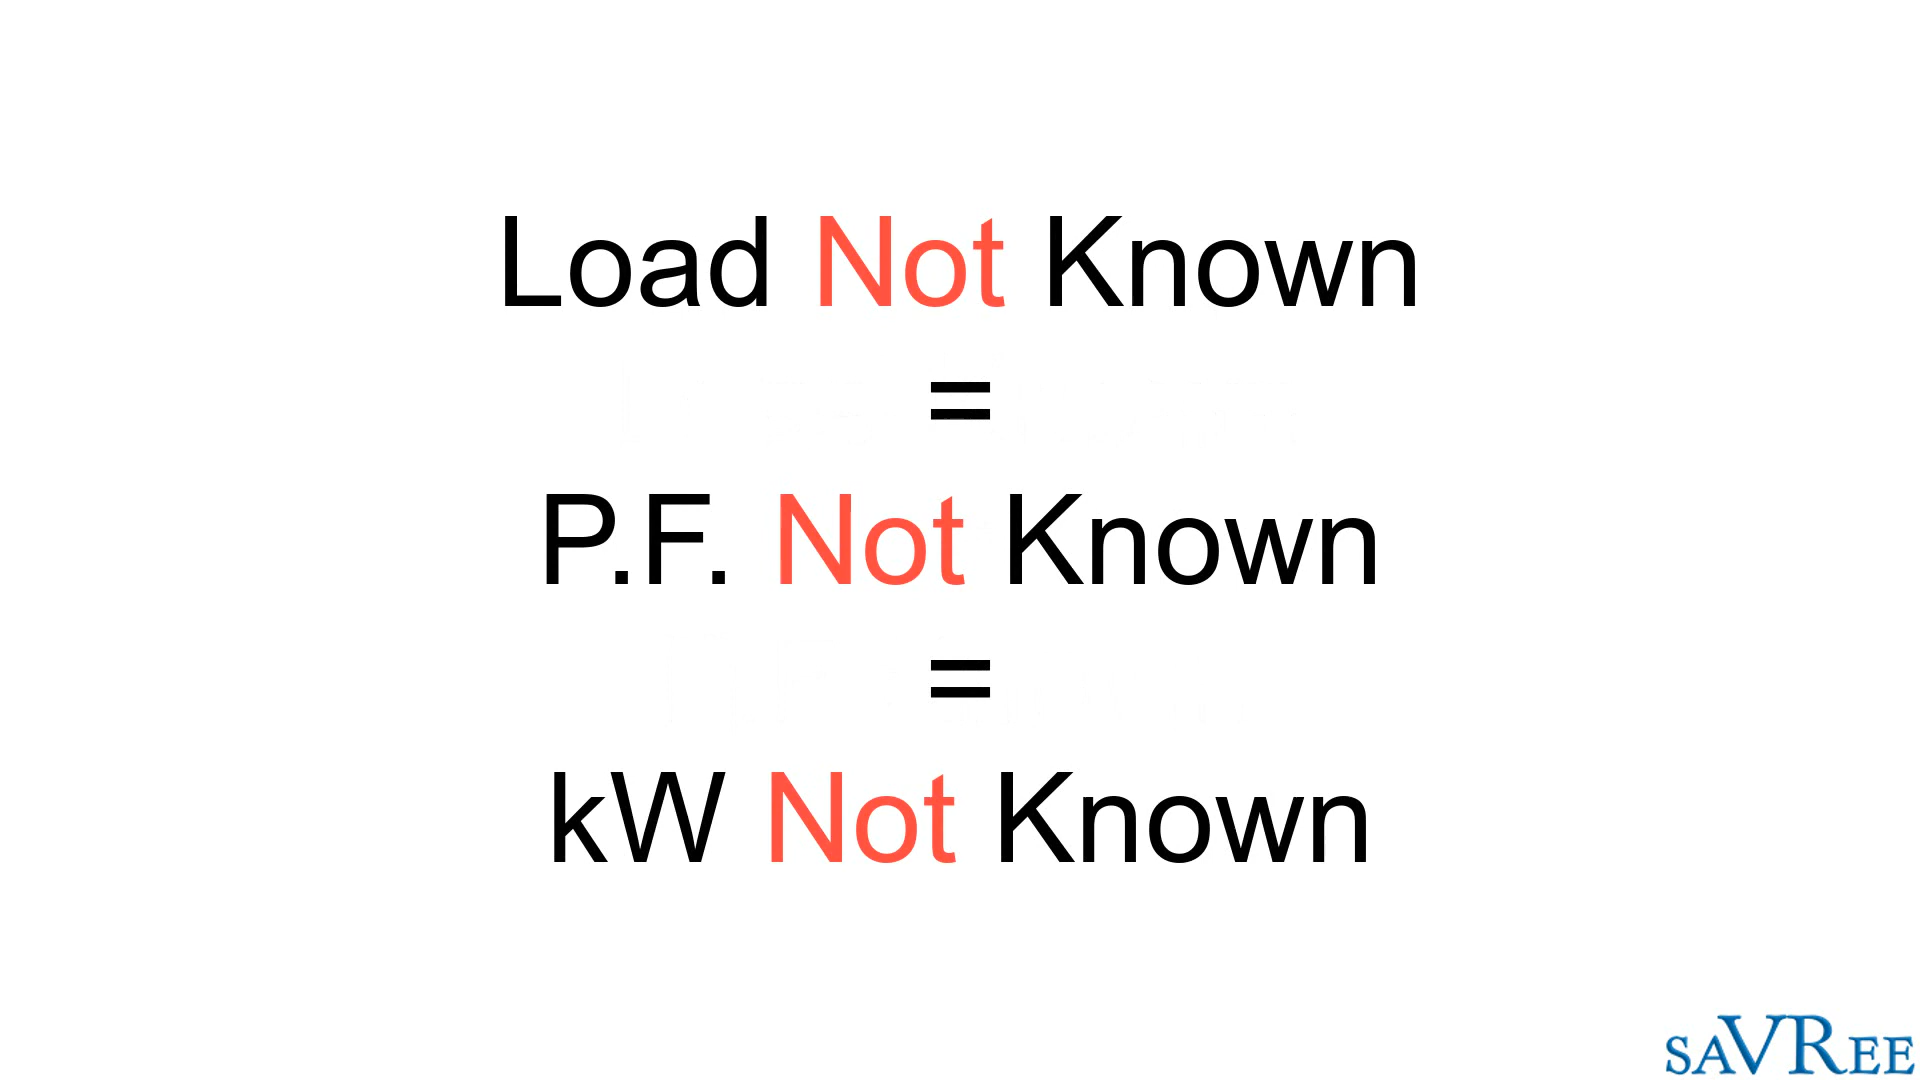 Load Not Known
=
P.F. Not Known
=
kW Not Known
saVRee